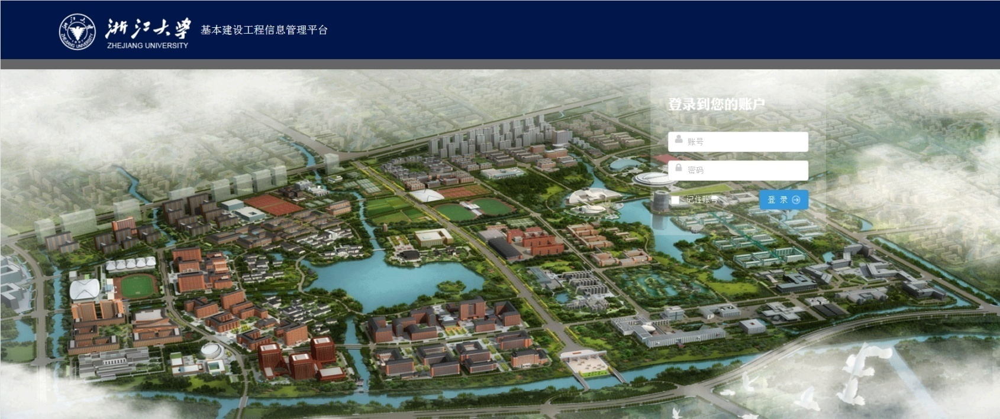 浙江大学
ZHEJIANG UNIVERSITY
基本建设工程信息管理平台
登录到您的账户
账号
密码
记住账号
登 录